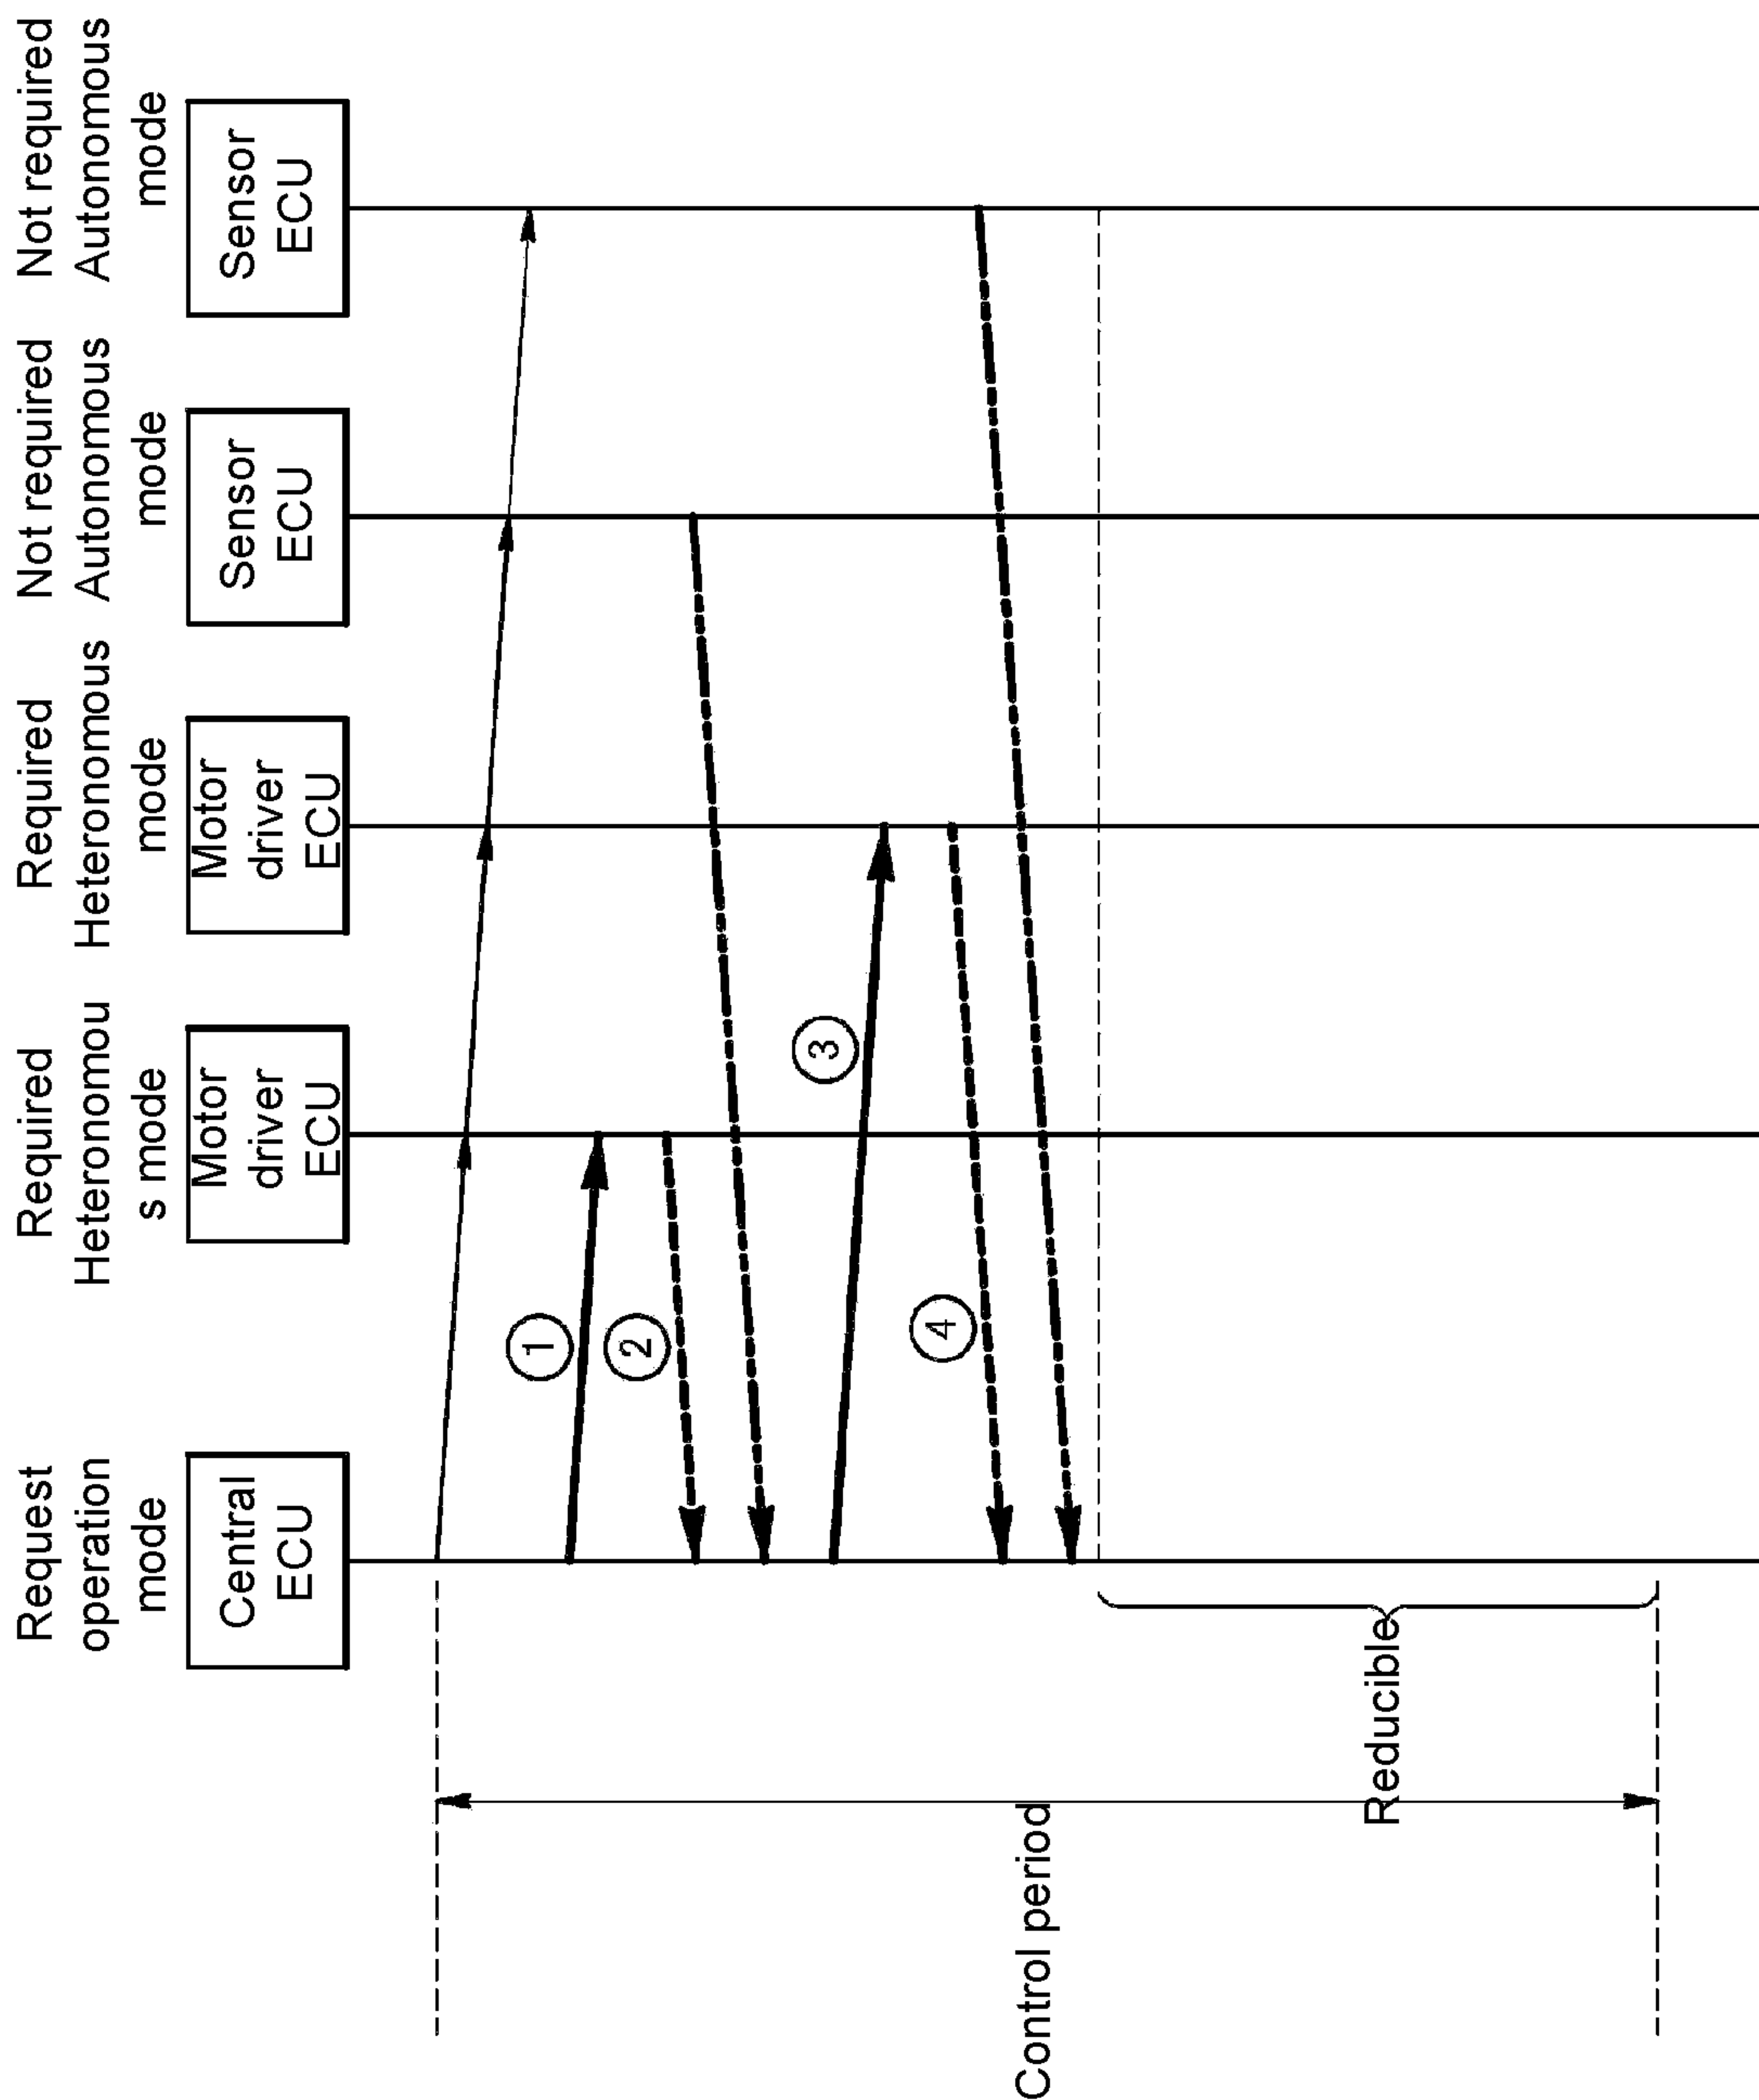 Request
operation
mode
Required
Heteronomou
s mode
Required
Heteronomous
mode
Not required
Autonomous
mode
Not required
Autonomous
mode
Central
ECU
Motor
driver
ECU
Motor
driver
ECU
Sensor
ECU
Sensor
ECU
1
2
3
4
Control period
Reducible